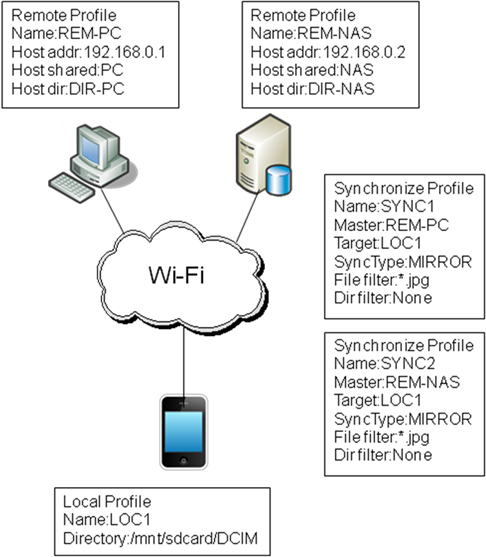 Remote Profile
Name:REM-PC
Host addr:192.168.0.1
Host shared:PC
Host dir:DIR-PC
Remote Profile
Name:REM-NAS
Host addr:192.168.0.2
Host shared:NAS
Host dir:DIR-NAS
Synchronize Profile
Name:SYNC1
Master:REM-PC
Target:LOC1
SyncType:MIRROR
File filter:*.jpg
Dir filter:None
Wi-Fi
Synchronize Profile
Name:SYNC2
Master:REM-NAS
Target:LOC1
SyncType:MIRROR
File filter:*.jpg
Dir filter:None
Local Profile
Name:LOC1
Directory:/mnt/sdcard/DCIM